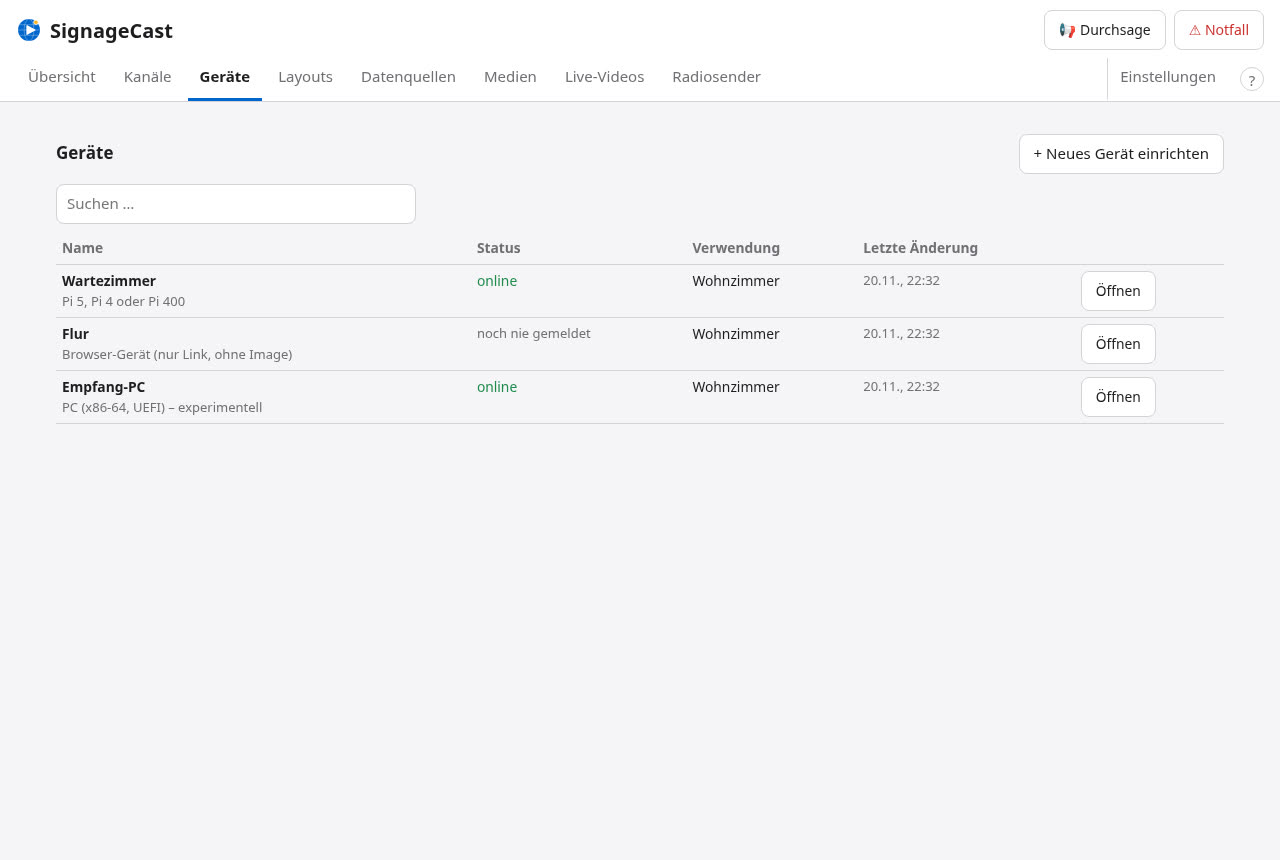 SignageCast
📢 Durchsage
⚠ Notfall
Übersicht
Kanäle
Geräte
Layouts
Datenquellen
Medien
Live-Videos
Radiosender
Einstellungen
?
Geräte
+ Neues Gerät einrichten
Suchen ...
Name Status Verwendung Letzte Änderung
Wartezimmer online Wohnzimmer 20.11., 22:32 Öffnen
Pi 5, Pi 4 oder Pi 400
Flur noch nie gemeldet Wohnzimmer 20.11., 22:32 Öffnen
Browser-Gerät (nur Link, ohne Image)
Empfang-PC online Wohnzimmer 20.11., 22:32 Öffnen
PC (x86-64, UEFI) – experimentell